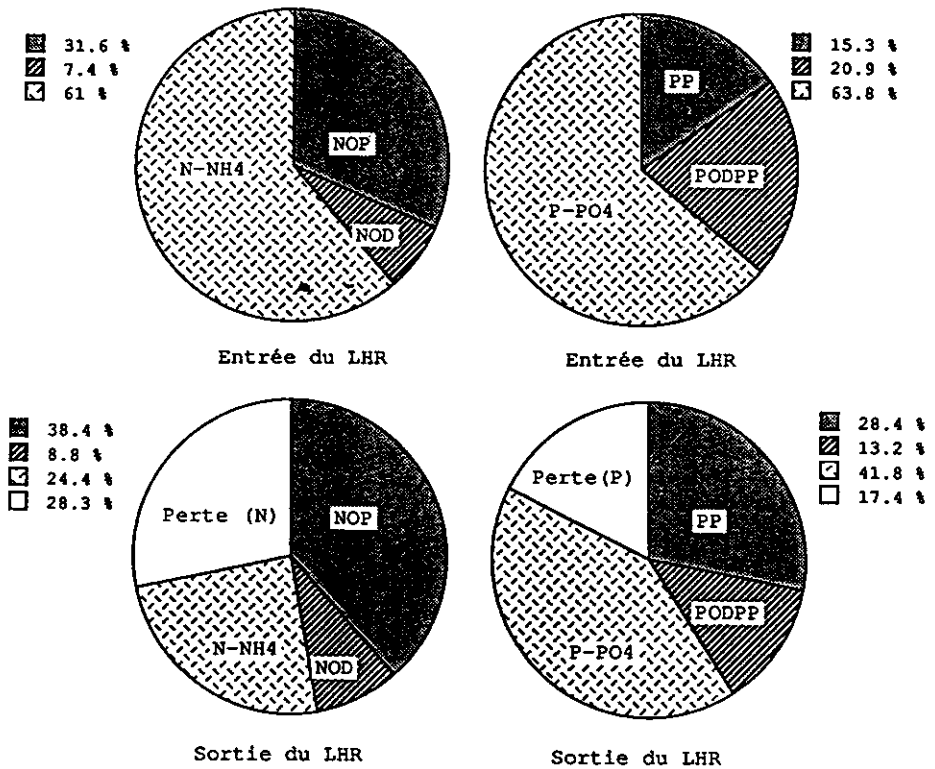 31.6 %
7.4 %
61 %
NOP
N-NH4
NOD
Entrée du LHR
15.3 %
20.9 %
63.8 %
PP
PODPP
P-PO4
Entrée du LHR
38.4 %
8.8 %
24.4 %
28.3 %
Perte (N)
NOP
N-NH4
NOD
Sortie du LHR
28.4 %
13.2 %
41.8 %
17.4 %
Perte(P)
PP
PODPP
P-PO4
Sortie du LHR